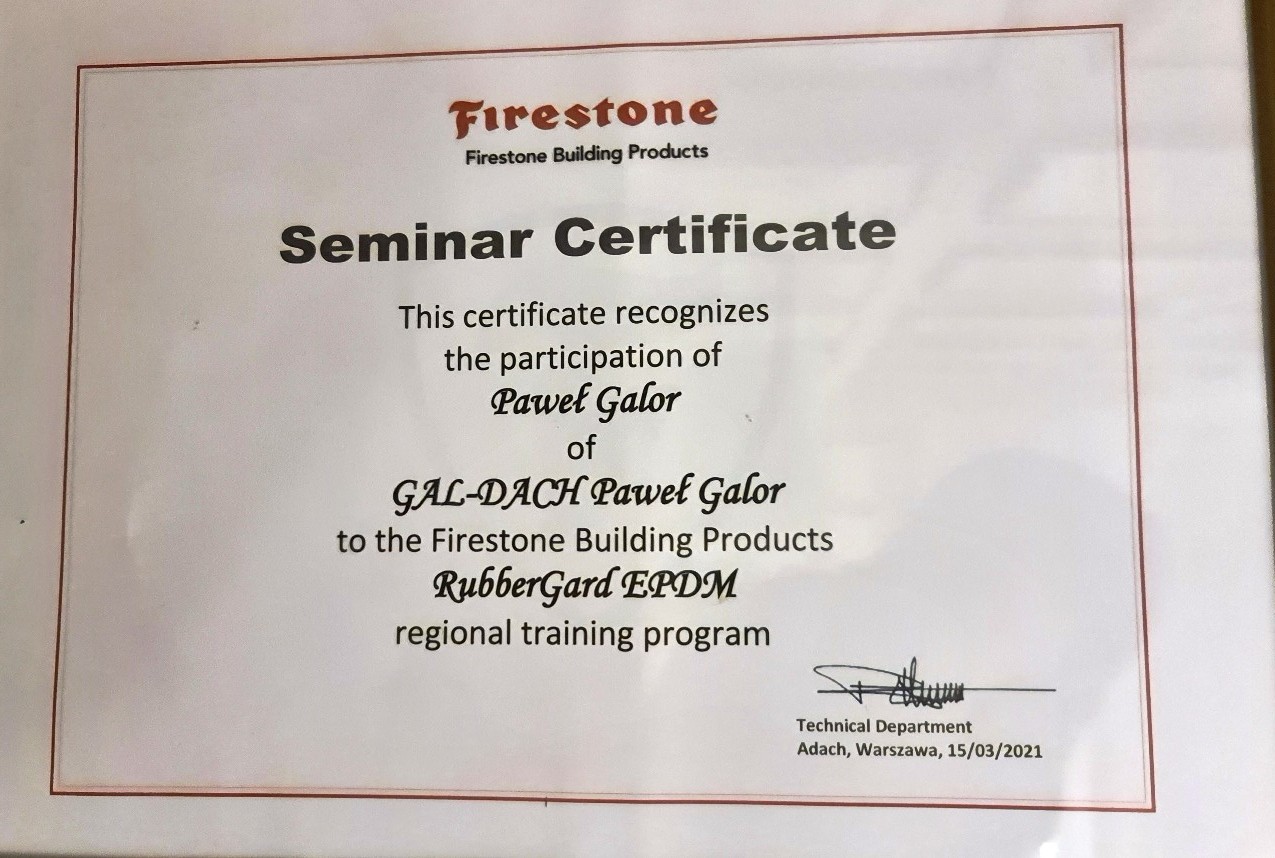 Firestone
Firestone Building Products
Seminar Certificate
This certificate recognizes
the participation of
Paweł Galor
of
GAL-DACH Paweł Galor
to the Firestone Building Products
RubberGard EPDM
regional training program
Technical Department
Adach, Warszawa, 15/03/2021